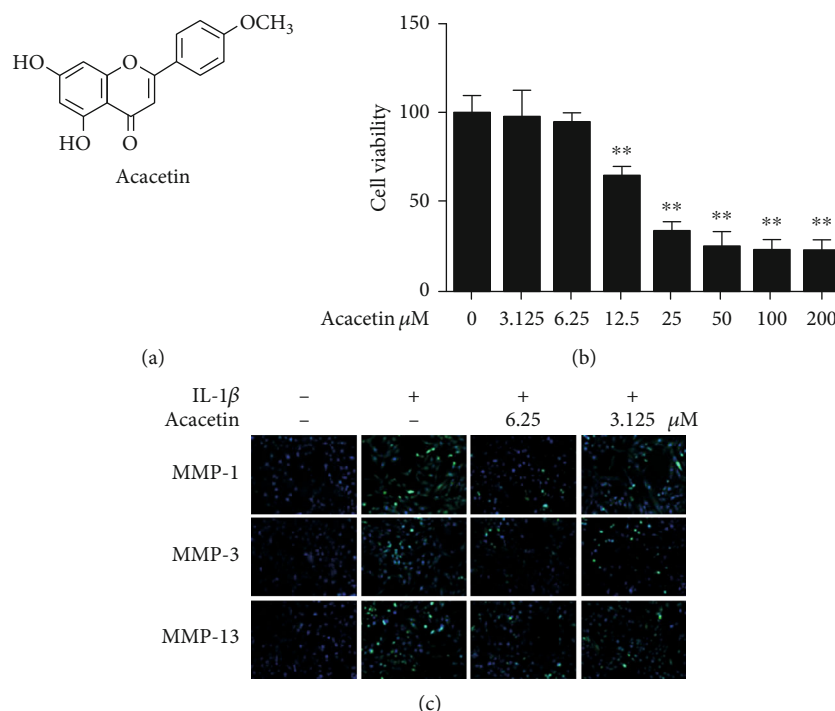 OCH₃
HO
O
HO
O
Acacetin
(a)
Cell viability
150
100
50
0
** ** ** ** **
Acacetin μM 0 3.125 6.25 12.5 25 50 100 200
(b)
IL-1β – + + +
Acacetin – – 6.25 3.125 μM
MMP-1
MMP-3
MMP-13
(c)